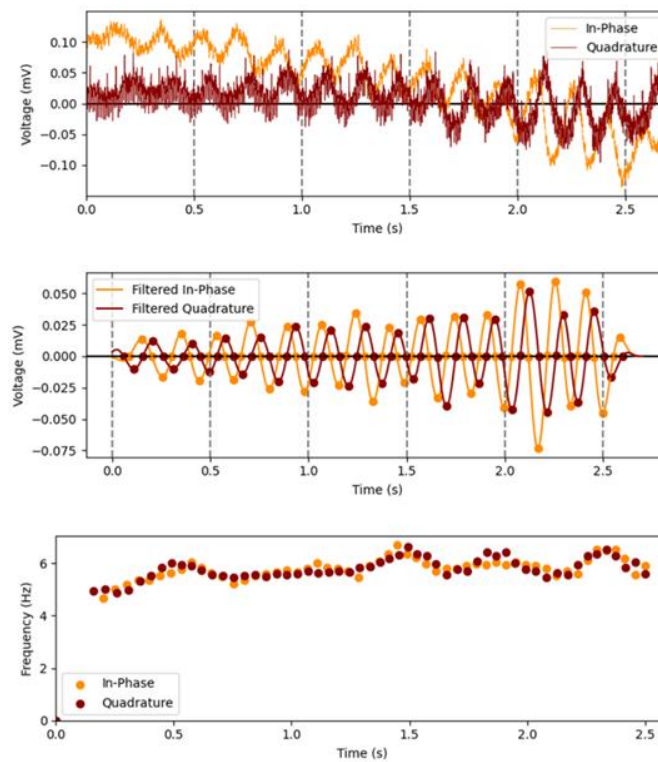 0.10
0.05
0.00
−0.05
−0.10
Voltage (mV)
In-Phase
Quadrature
0.0 0.5 1.0 1.5 2.0 2.5
Time (s)
0.050
0.025
0.000
−0.025
−0.050
−0.075
Voltage (mV)
Filtered In-Phase
Filtered Quadrature
0.0 0.5 1.0 1.5 2.0 2.5
Time (s)
6
4
2
0
Frequency (Hz)
In-Phase
Quadrature
0.0 0.5 1.0 1.5 2.0 2.5
Time (s)